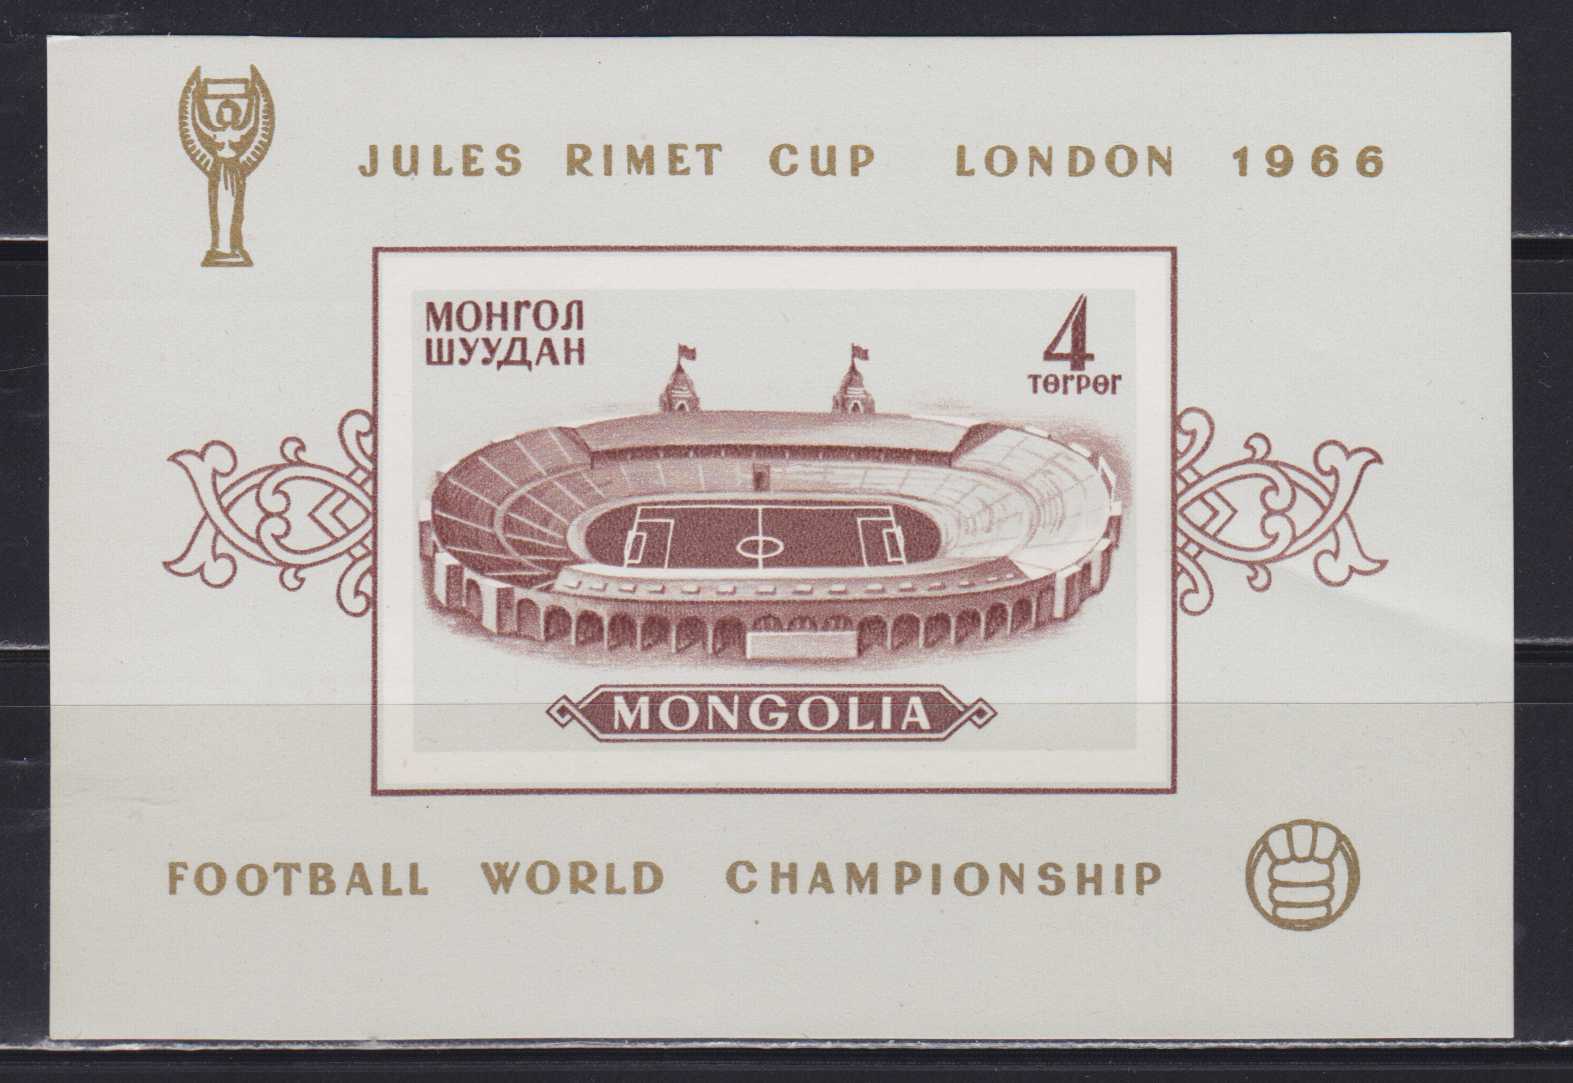 JULES RIMET CUP LONDON 1966
МОНГОЛ
ШУУДАН
4
ТӨГРӨГ
MONGOLIA
FOOTBALL WORLD CHAMPIONSHIP